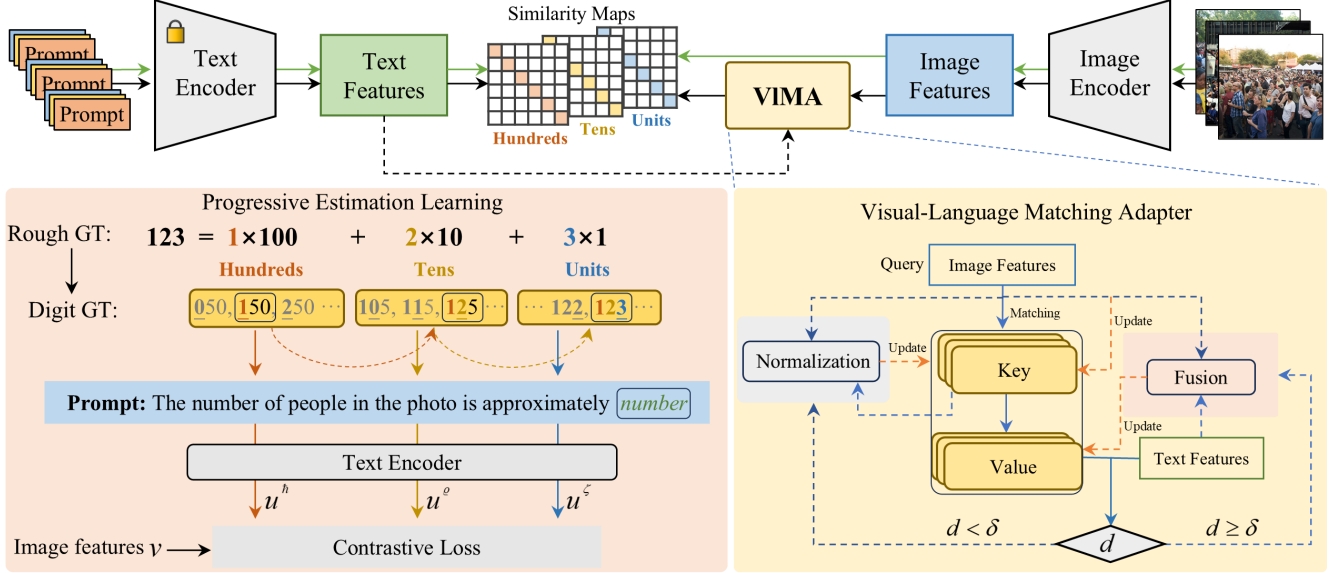 Similarity Maps
Prompt
Prompt
Prompt
Text
Encoder
Text
Features
Hundreds
Tens
Units
VlMA
Image
Features
Image
Encoder
Progressive Estimation Learning
Rough GT:
123 = 1×100 + 2×10 + 3×1
Hundreds Tens Units
Digit GT:
050, 150, 250 ···
105, 115, 125 ···
··· 122, 123 ···
Prompt: The number of people in the photo is approximately number
Text Encoder
u^ħ u^ϱ u^ζ
Image features v
Contrastive Loss
Visual-Language Matching Adapter
Query
Image Features
Matching
Update
Normalization
Update
Key
Fusion
Update
Value
Text Features
d < δ
d
d ≥ δ